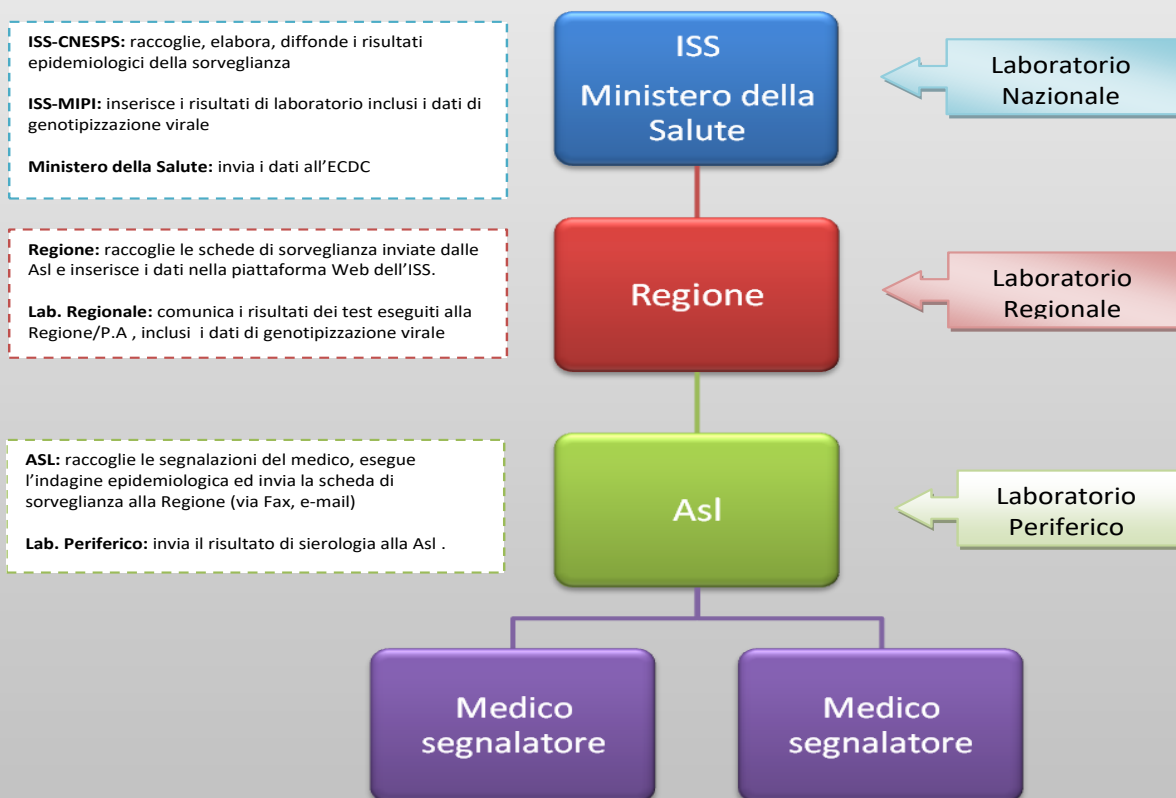 ISS-CNESPS: raccoglie, elabora, diffonde i risultati
epidemiologici della sorveglianza
ISS-MIPI: inserisce i risultati di laboratorio inclusi i dati di
genotipizzazione virale
Ministero della Salute: invia i dati all'ECDC
ISS
Ministero della
Salute
Laboratorio
Nazionale
Regione: raccoglie le schede di sorveglianza inviate dalle
Asl e inserisce i dati nella piattaforma Web dell'ISS.
Lab. Regionale: comunica i risultati dei test eseguiti alla
Regione/P.A , inclusi i dati di genotipizzazione virale
Regione
Laboratorio
Regionale
ASL: raccoglie le segnalazioni del medico, esegue
l'indagine epidemiologica ed invia la scheda di
sorveglianza alla Regione (via Fax, e-mail)
Lab. Periferico: invia il risultato di sierologia alla Asl .
Asl
Laboratorio
Periferico
Medico
segnalatore
Medico
segnalatore